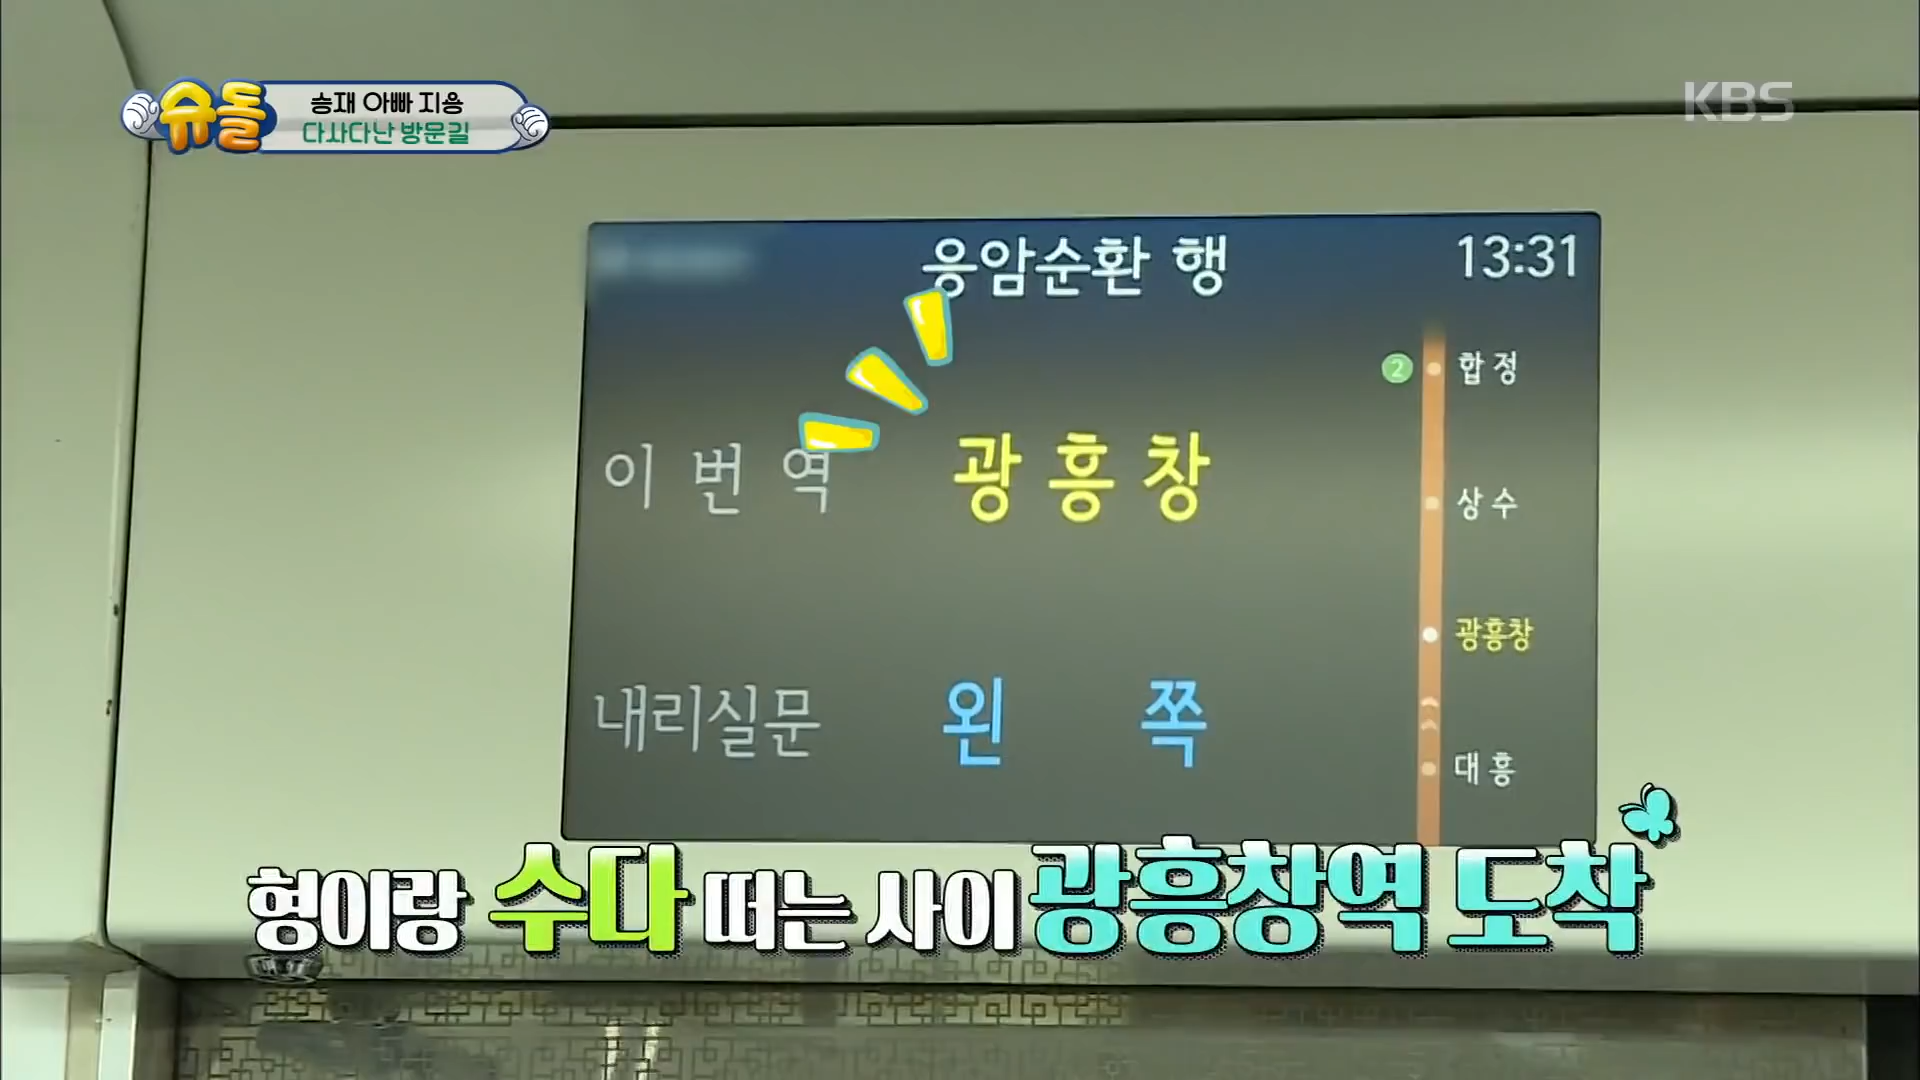 슈돌
승재 아빠 지용
다사다난 방문길
KBS
응암순환 행
13:31
이번역 광흥창
내리실문 왼쪽
2 합정
상수
광흥창
대흥
형이랑 수다 떠는 사이 광흥창역 도착